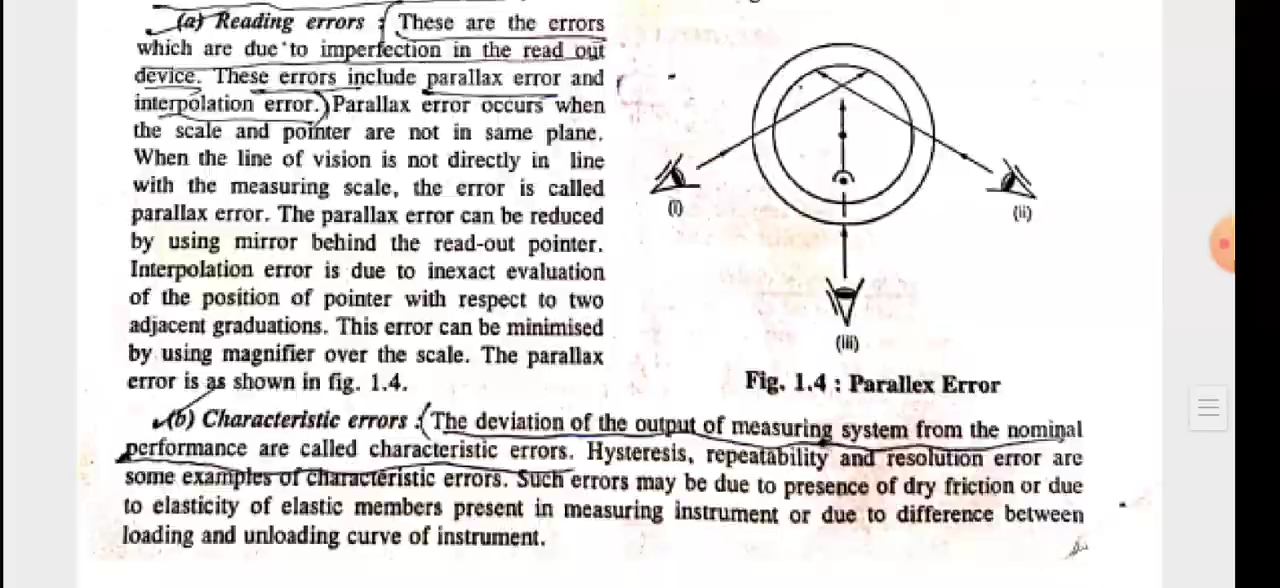 (a) Reading errors : These are the errors
which are due to imperfection in the read out
device. These errors include parallax error and
interpolation error. Parallax error occurs when
the scale and pointer are not in same plane.
When the line of vision is not directly in line
with the measuring scale, the error is called
parallax error. The parallax error can be reduced
by using mirror behind the read-out pointer.
Interpolation error is due to inexact evaluation
of the position of pointer with respect to two
adjacent graduations. This error can be minimised
by using magnifier over the scale. The parallax
error is as shown in fig. 1.4.
(i)
(ii)
(iii)
Fig. 1.4 : Parallex Error
(b) Characteristic errors : The deviation of the output of measuring system from the nominal
performance are called characteristic errors. Hysteresis, repeatability and resolution error are
some examples of characteristic errors. Such errors may be due to presence of dry friction or due
to elasticity of elastic members present in measuring instrument or due to difference between
loading and unloading curve of instrument.